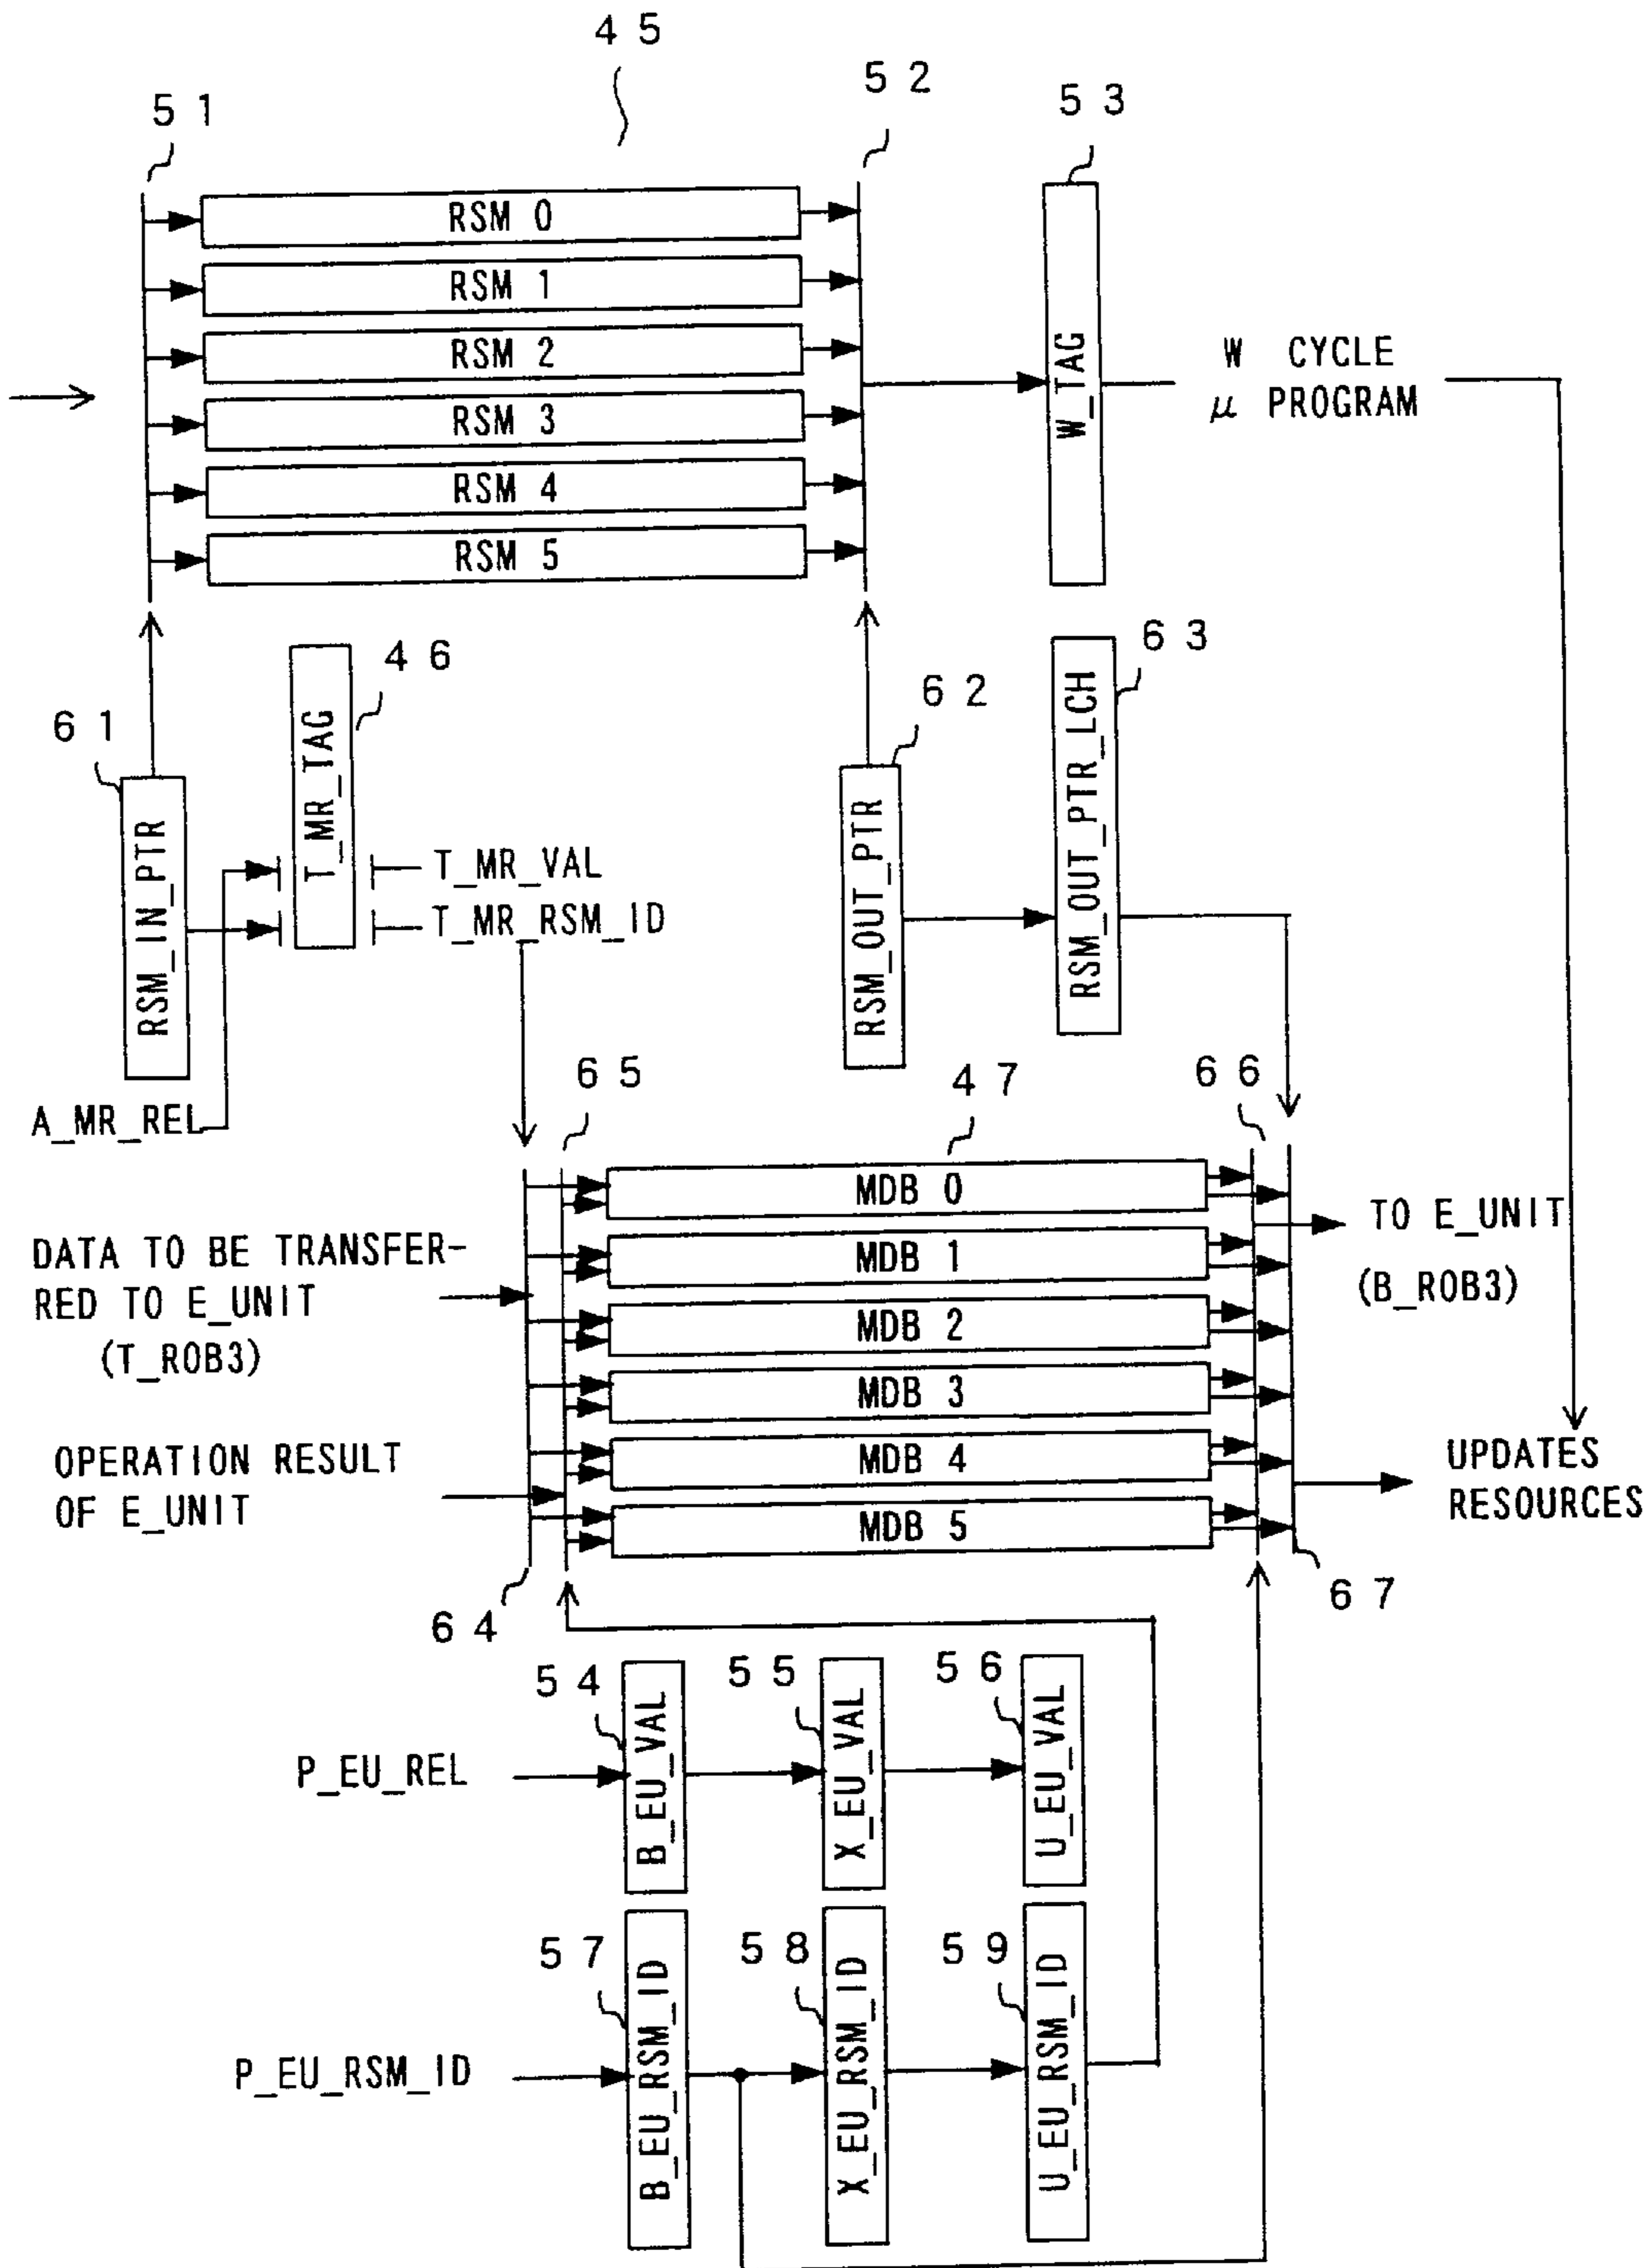 45
51
52
53
RSM 0
RSM 1
RSM 2
RSM 3
RSM 4
RSM 5
W_TAG
W CYCLE
μ PROGRAM
61
46
62
63
RSM_IN_PTR
T_MR_TAG
T_MR_VAL
T_MR_RSM_ID
RSM_OUT_PTR
RSM_OUT_PTR_LCH
A_MR_REL
65
47
66
MDB 0
MDB 1
MDB 2
MDB 3
MDB 4
MDB 5
DATA TO BE TRANSFER-
RED TO E_UNIT
(T_ROB3)
OPERATION RESULT
OF E_UNIT
TO E_UNIT
(B_ROB3)
UPDATES
RESOURCES
64
67
54
55
56
P_EU_REL
B_EU_VAL
X_EU_VAL
U_EU_VAL
57
58
59
P_EU_RSM_ID
B_EU_RSM_ID
X_EU_RSM_ID
U_EU_RSM_ID